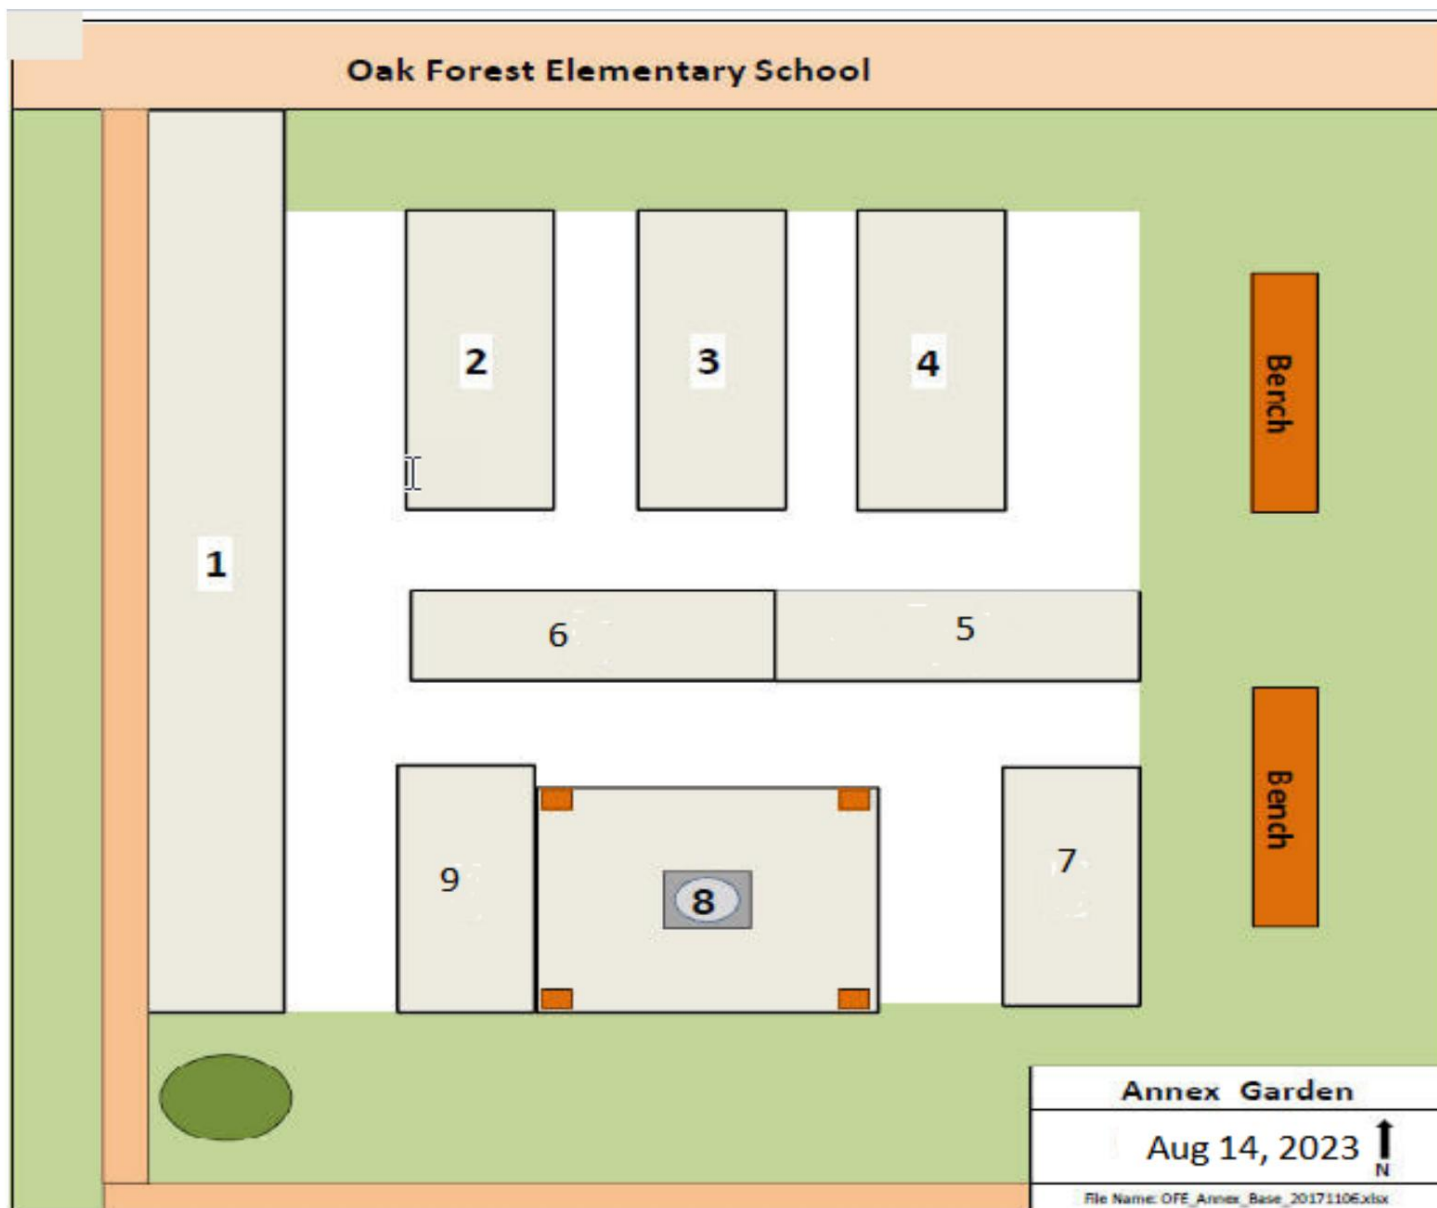 Oak Forest Elementary School
2
3
4
Bench
1
6
5
9
8
7
Bench
Annex Garden
Aug 14, 2023
N
File Name: OFE_Annex_Base_20171106.xlsx